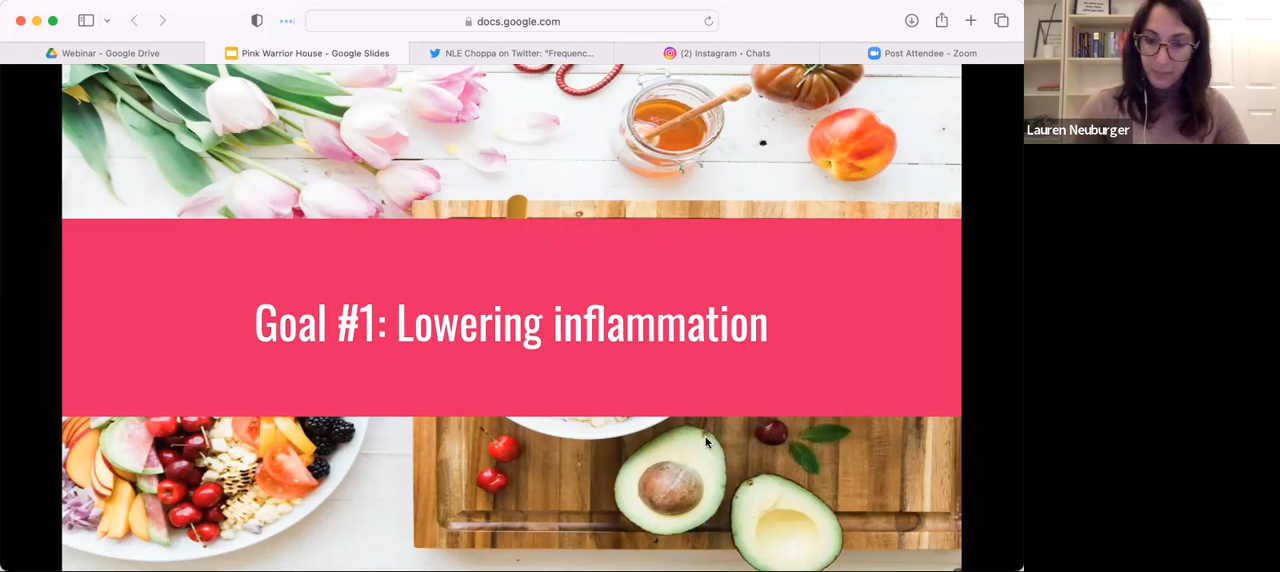 docs.google.com
Webinar - Google Drive
Pink Warrior House - Google Slides
NLE Choppa on Twitter: "Frequenc...
(2) Instagram • Chats
Post Attendee - Zoom
Lauren Neuburger
Goal #1: Lowering inflammation